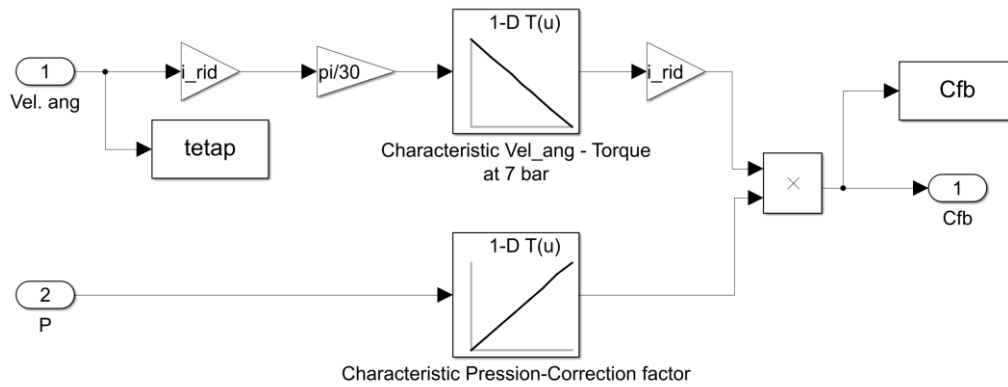 1-D T(u)
1
i_rid
pi/30
i_rid
Cfb
Vel. ang
tetap
Characteristic Vel_ang - Torque
at 7 bar
×
1
Cfb
1-D T(u)
2
P
Characteristic Pression-Correction factor